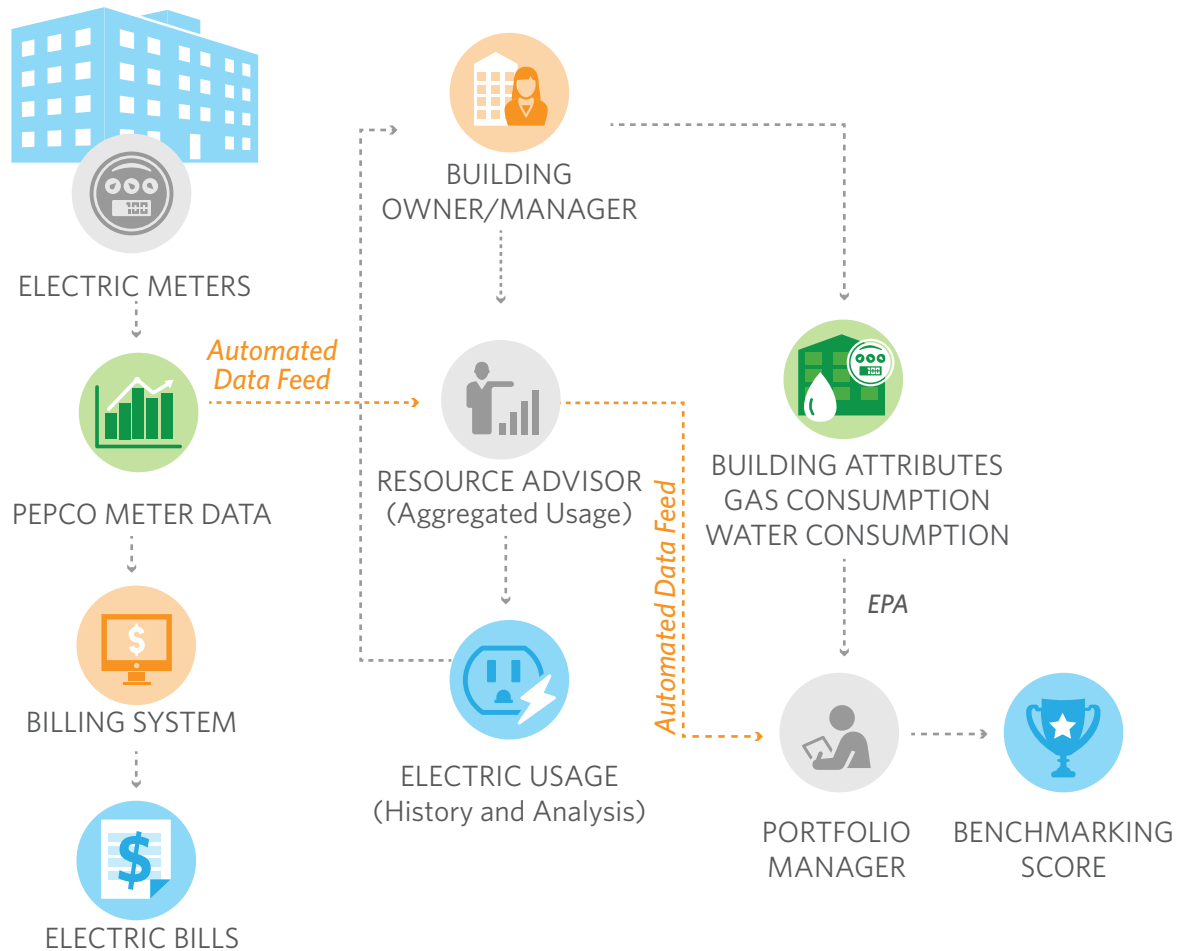 100
ELECTRIC METERS
PEPCO METER DATA
$
BILLING SYSTEM
$
ELECTRIC BILLS
Automated
Data Feed
BUILDING
OWNER/MANAGER
RESOURCE ADVISOR
(Aggregated Usage)
ELECTRIC USAGE
(History and Analysis)
Automated Data Feed
100
BUILDING ATTRIBUTES
GAS CONSUMPTION
WATER CONSUMPTION
EPA
PORTFOLIO
MANAGER
BENCHMARKING
SCORE